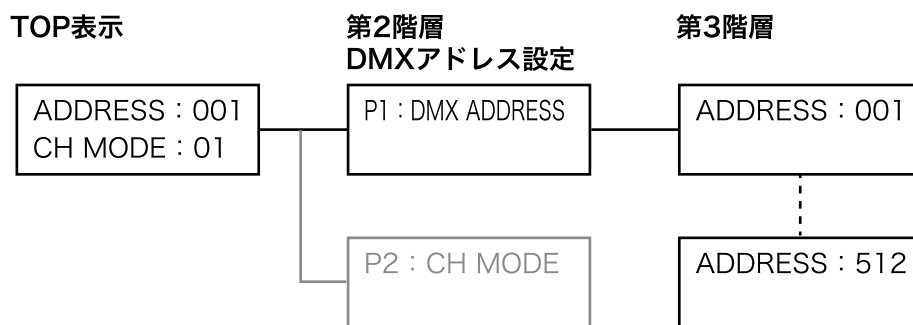 TOP表示
第2階層
DMXアドレス設定
第3階層
ADDRESS：001
CH MODE：01
P1：DMX ADDRESS
ADDRESS：001
P2：CH MODE
ADDRESS：512